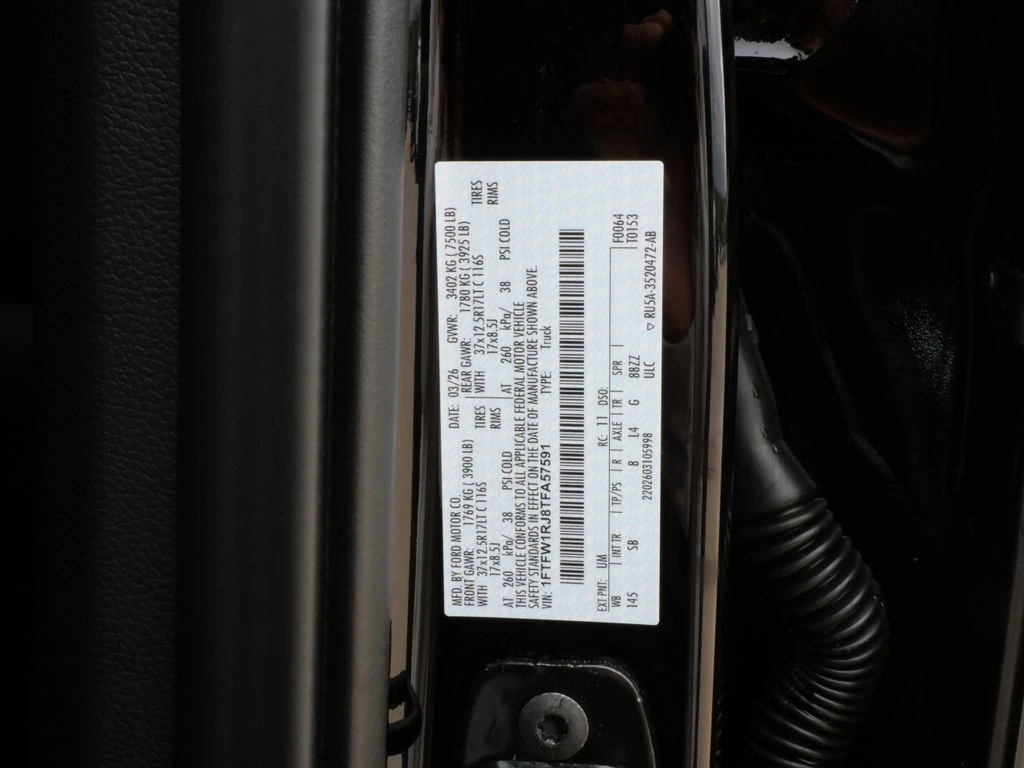 MFD. BY FORD MOTOR CO.
DATE: 03/26 GVWR: 3402 KG ( 7500 LB)
FRONT GAWR: 1769 KG ( 3900 LB) REAR GAWR: 1780 KG ( 3925 LB)
WITH 37x12.5R17LT C 116S TIRES WITH 37x12.5R17LT C 116S TIRES
17x8.5J RIMS 17x8.5J RIMS
AT 260 kPa/ 38 PSI COLD AT 260 kPa/ 38 PSI COLD
THIS VEHICLE CONFORMS TO ALL APPLICABLE FEDERAL MOTOR VEHICLE
SAFETY STANDARDS IN EFFECT ON THE DATE OF MANUFACTURE SHOWN ABOVE.
VIN: 1FTFW1RJ8TFA57591 TYPE: Truck
EXT PNT: UM RC: 11 DSO: F0064
WB | INT TR | TP/PS | R | AXLE | TR | SPR | T0153
145 5B 8 L4 G 88ZZ
2202603105998 ULC ▽ RU5A-3520472-AB